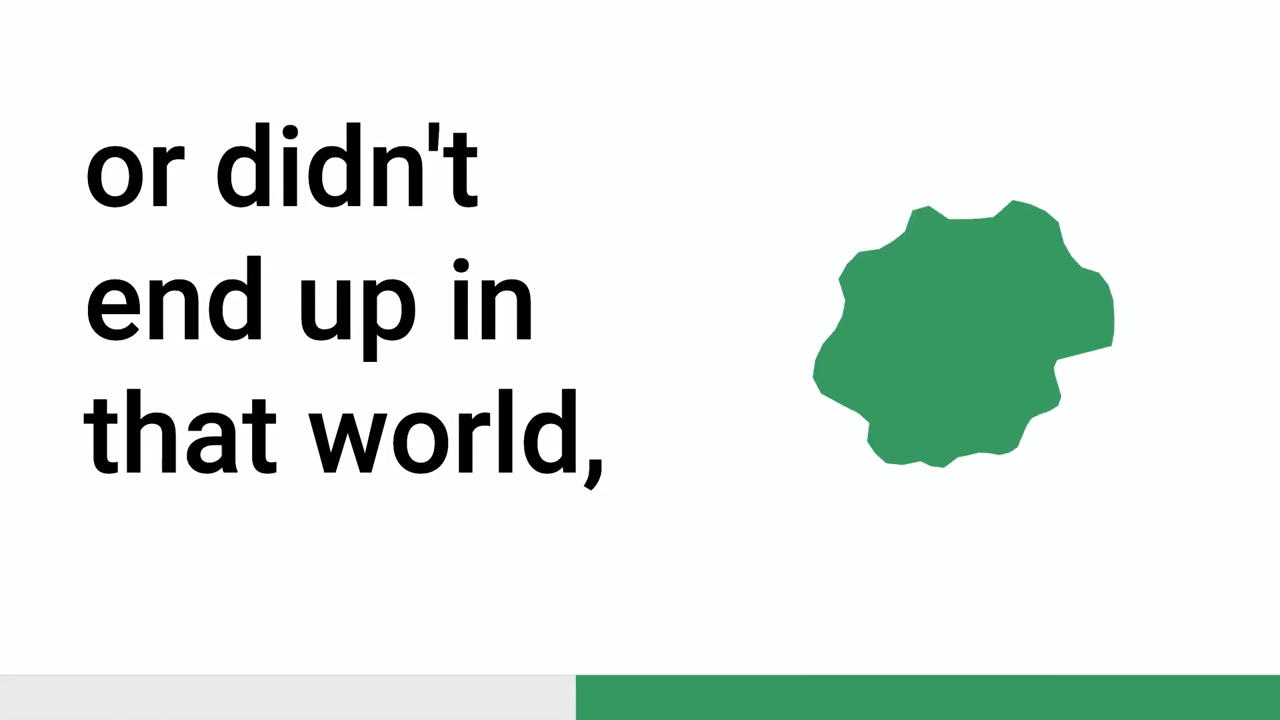 or didn't
end up in
that world,